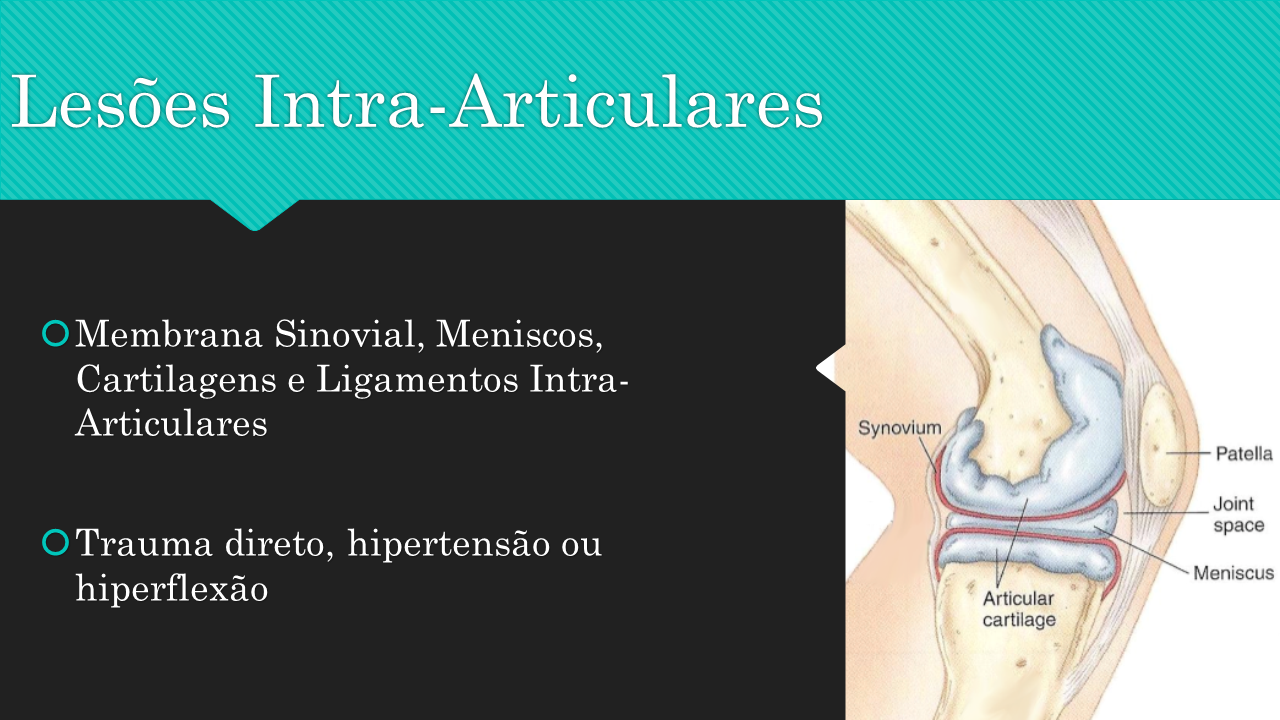 Lesões Intra-Articulares
Membrana Sinovial, Meniscos,
Cartilagens e Ligamentos Intra-
Articulares
Trauma direto, hipertensão ou
hiperflexão
Synovium
Patella
Joint
space
Meniscus
Articular
cartilage